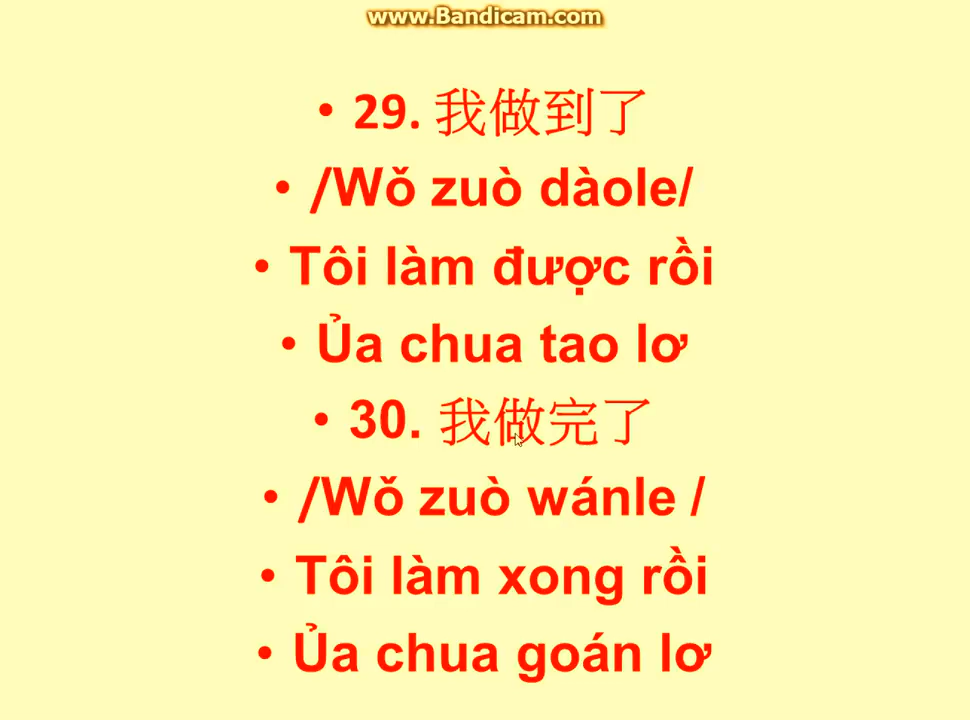 www.Bandicam.com
• 29. 我做到了
• /Wǒ zuò dàole/
• Tôi làm được rồi
• Ủa chua tao lơ
• 30. 我做完了
• /Wǒ zuò wánle /
• Tôi làm xong rồi
• Ủa chua goán lơ